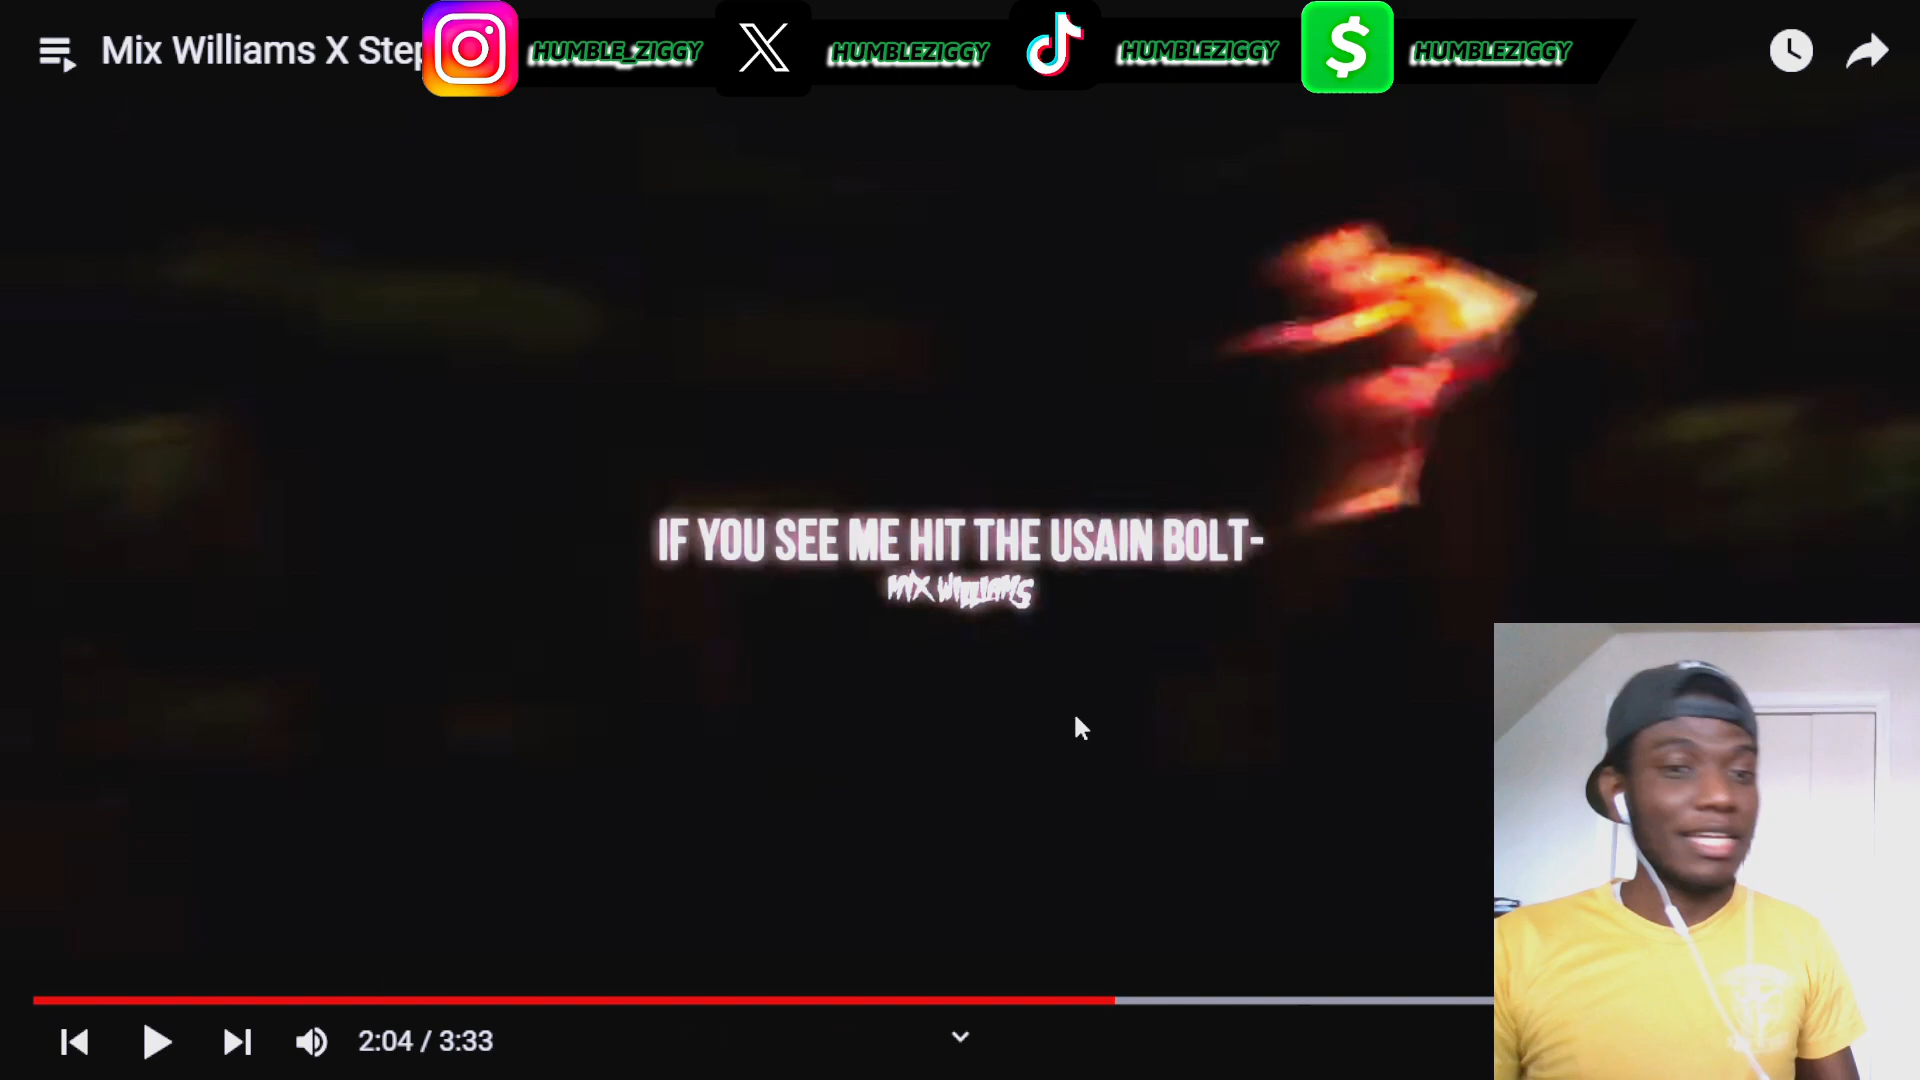 Mix Williams X Step
HUMBLE_ZIGGY
HUMBLEZIGGY
HUMBLEZIGGY
HUMBLEZIGGY
IF YOU SEE ME HIT THE USAIN BOLT-
MIX WILLIAMS
2:04 / 3:33